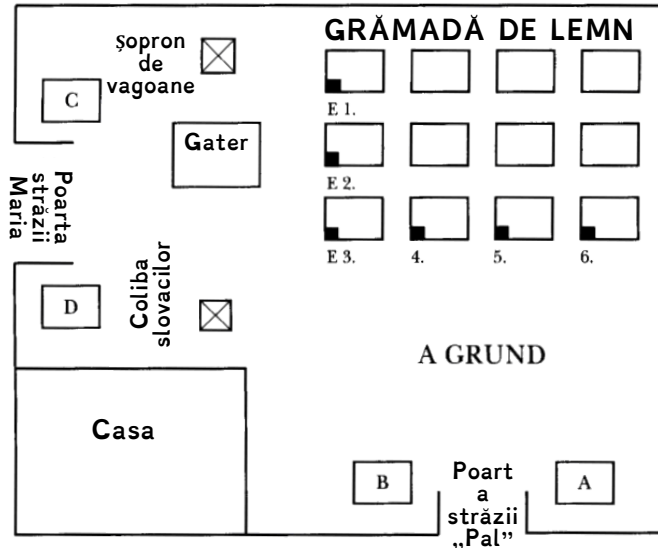 GRĂMADĂ DE LEMN
Șopron
de
vagoane
C
E 1.
Gater
E 2.
Poarta
străzii
Maria
E 3.
4.
5.
6.
Coliba
slovacilor
D
A GRUND
Casa
B
Poart
a
străzii
„Pal”
A